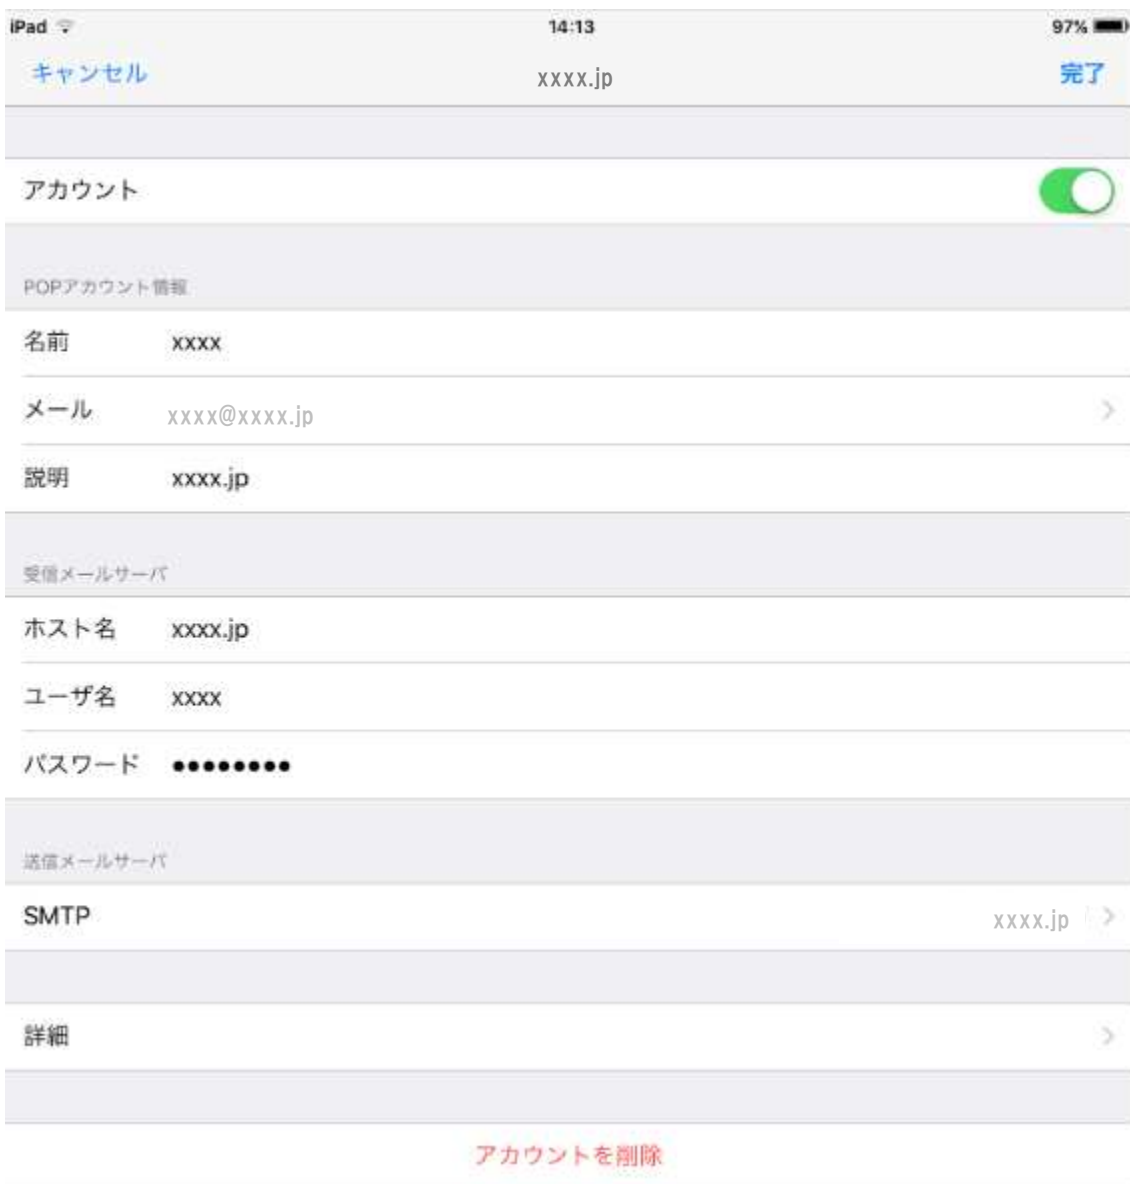 iPad 14:13 97%
キャンセル xxxx.jp 完了
アカウント
POPアカウント情報
名前 xxxx
メール xxxx@xxxx.jp
説明 xxxx.jp
受信メールサーバ
ホスト名 xxxx.jp
ユーザ名 xxxx
パスワード ●●●●●●●●
送信メールサーバ
SMTP xxxx.jp
詳細
アカウントを削除